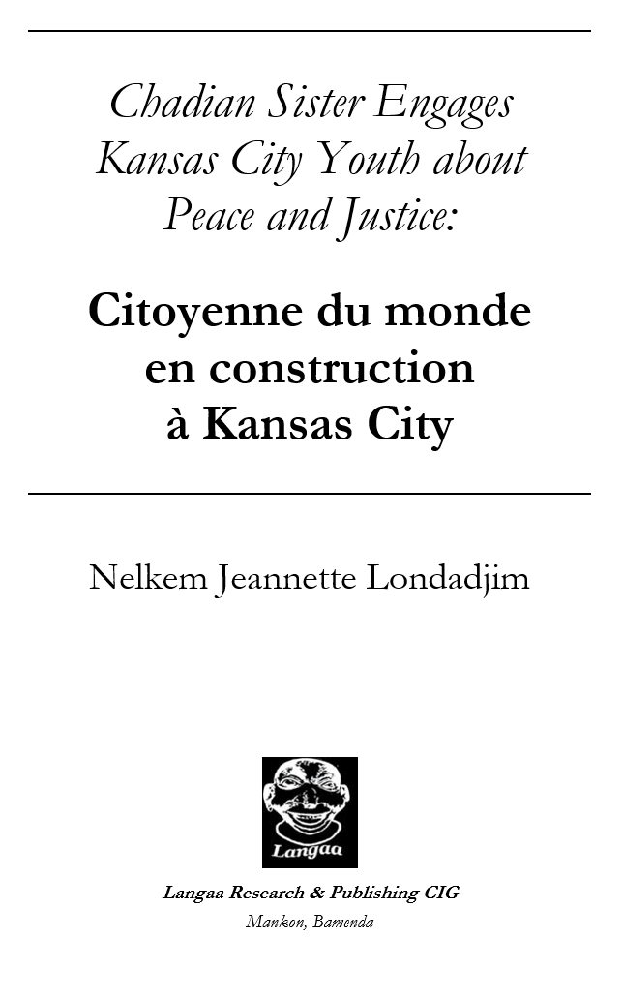 Chadian Sister Engages
Kansas City Youth about
Peace and Justice:
Citoyenne du monde
en construction
à Kansas City
Nelkem Jeannette Londadjim
Langaa
Langaa Research & Publishing CIG
Mankon, Bamenda